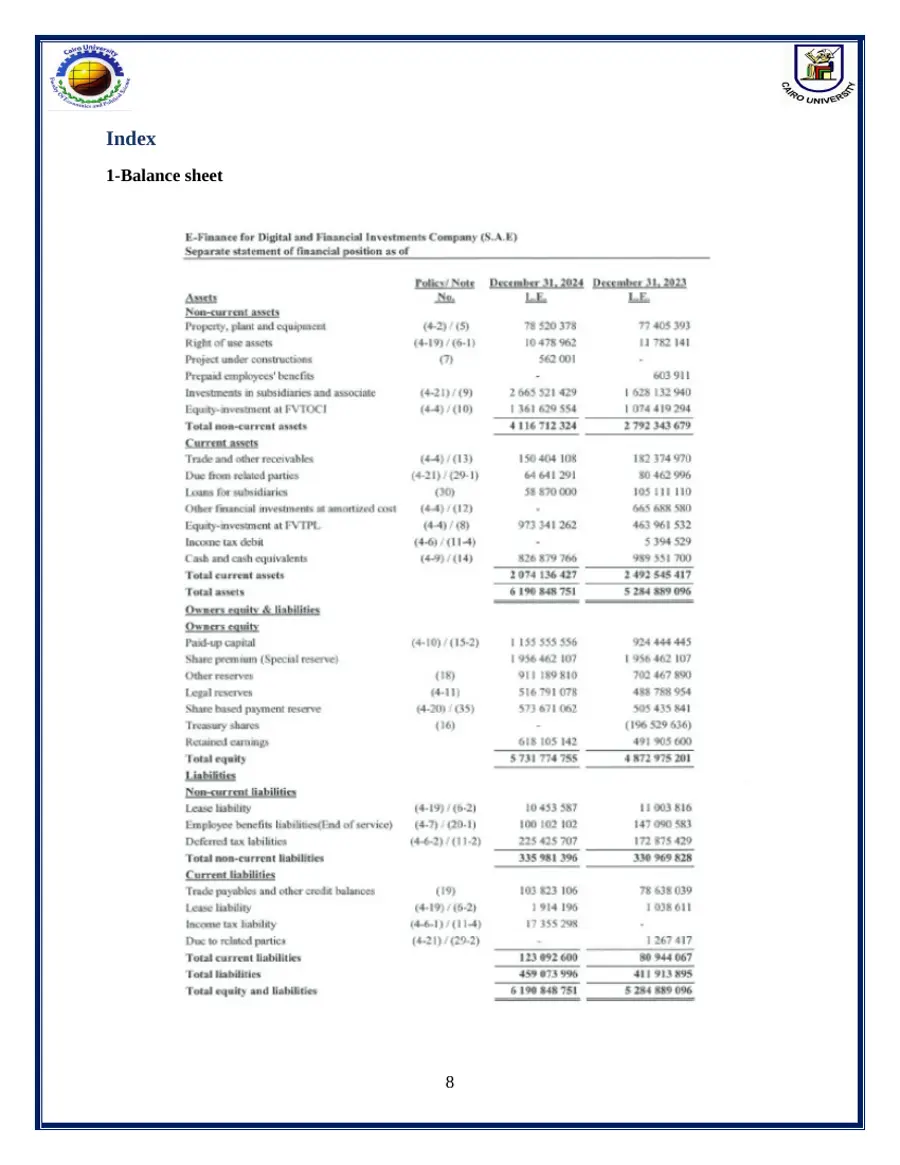 Cairo University
Faculty Of Economics and Political Science
CAIRO UNIVERSITY
Index
1-Balance sheet
E-Finance for Digital and Financial Investments Company (S.A.E)
Separate statement of financial position as of
Policy/ Note December 31, 2024 December 31, 2023
Assets No. L.E. L.E.
Non-current assets
Property, plant and equipment (4-2) / (5) 78 520 378 77 405 393
Right of use assets (4-19) / (6-1) 10 478 962 11 782 141
Project under constructions (7) 562 001 -
Prepaid employees' benefits - 603 911
Investments in subsidiaries and associate (4-21) / (9) 2 665 521 429 1 628 132 940
Equity-investment at FVTOCI (4-4) / (10) 1 361 629 554 1 074 419 294
Total non-current assets 4 116 712 324 2 792 343 679
Current assets
Trade and other receivables (4-4) / (13) 150 404 108 182 374 970
Due from related parties (4-21) / (29-1) 64 641 291 80 462 996
Loans for subsidiaries (30) 58 870 000 105 111 110
Other financial investments at amortized cost (4-4) / (12) - 665 688 580
Equity-investment at FVTPL (4-4) / (8) 973 341 262 463 961 532
Income tax debit (4-6) / (11-4) - 5 394 529
Cash and cash equivalents (4-9) / (14) 826 879 766 989 551 700
Total current assets 2 074 136 427 2 492 545 417
Total assets 6 190 848 751 5 284 889 096
Owners equity & liabilities
Owners equity
Paid-up capital (4-10) / (15-2) 1 155 555 556 924 444 445
Share premium (Special reserve) 1 956 462 107 1 956 462 107
Other reserves (18) 911 189 810 702 467 890
Legal reserves (4-11) 516 791 078 488 788 954
Share based payment reserve (4-20) / (35) 573 671 062 505 435 841
Treasury shares (16) - (196 529 636)
Retained earnings 618 105 142 491 905 600
Total equity 5 731 774 755 4 872 975 201
Liabilities
Non-current liabilities
Lease liability (4-19) / (6-2) 10 453 587 11 003 816
Employee benefits liabilities(End of service) (4-7) / (20-1) 100 102 102 147 090 583
Deferred tax labilities (4-6-2) / (11-2) 225 425 707 172 875 429
Total non-current liabilities 335 981 396 330 969 828
Current liabilities
Trade payables and other credit balances (19) 103 823 106 78 638 039
Lease liability (4-19) / (6-2) 1 914 196 1 038 611
Income tax liability (4-6-1) / (11-4) 17 355 298 -
Due to related partics (4-21) / (29-2) - 1 267 417
Total current liabilities 123 092 600 80 944 067
Total liabilities 459 073 996 411 913 895
Total equity and liabilities 6 190 848 751 5 284 889 096
8